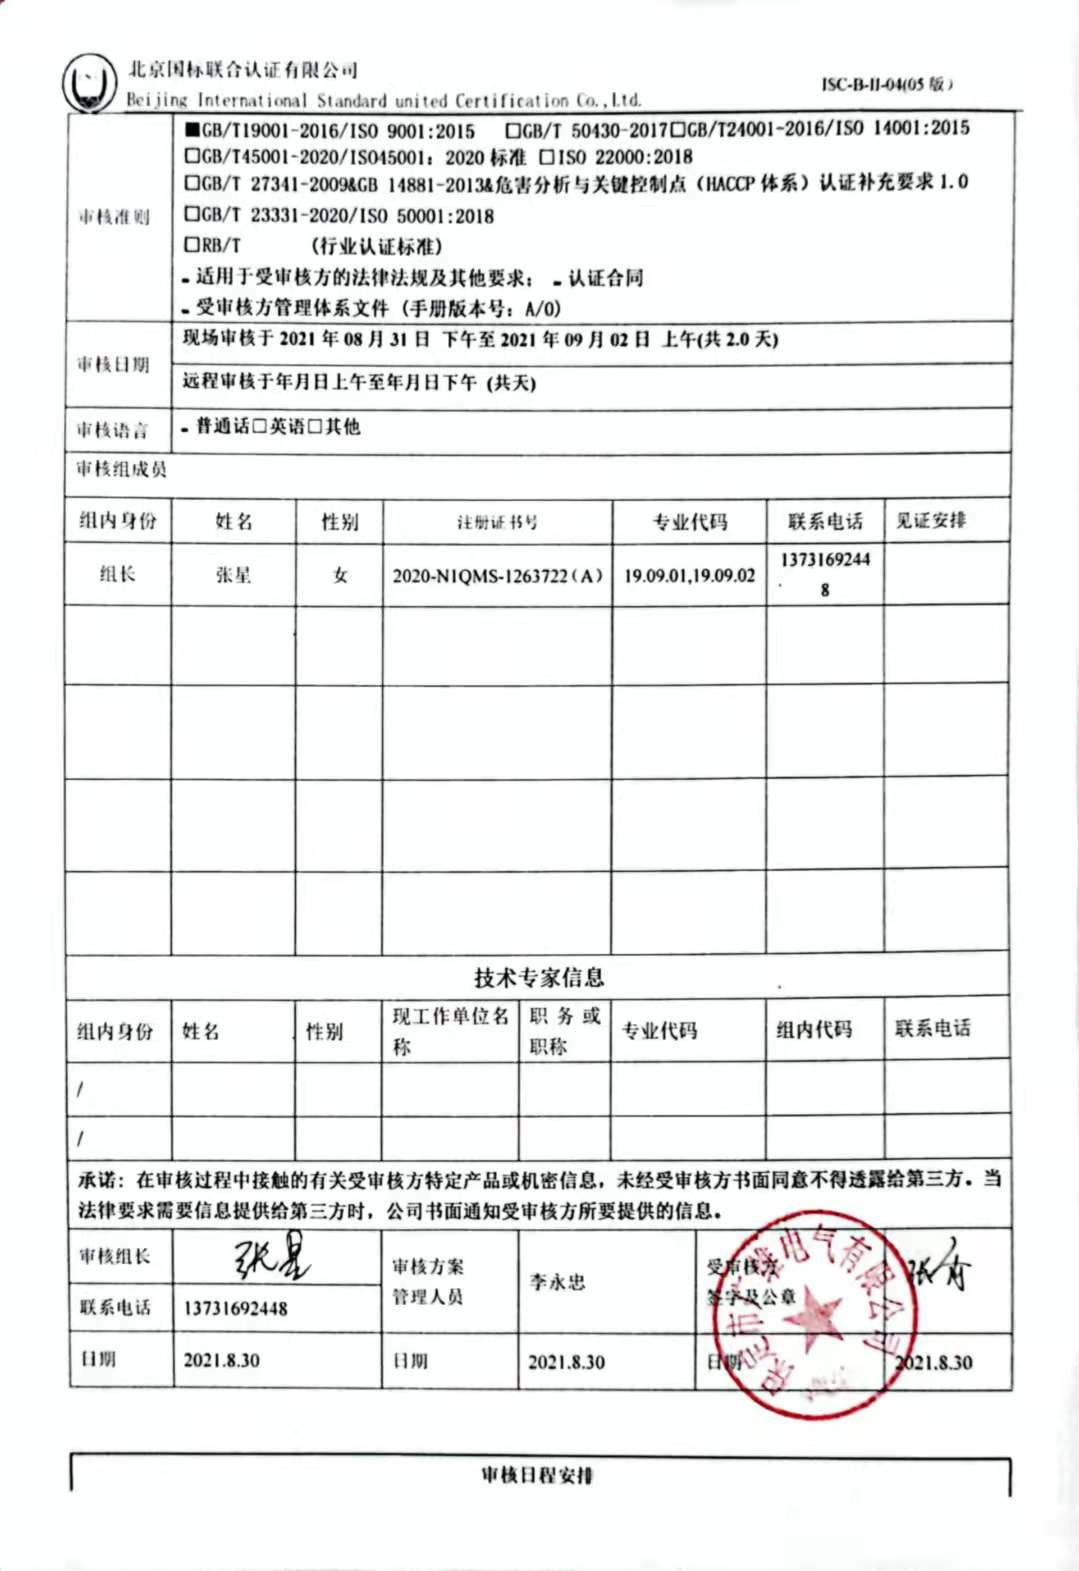 北京国标联合认证有限公司
ISC-B-II-04(05 版)
Beijing International Standard united Certification Co.,Ltd.
审核准则
■GB/T19001-2016/ISO 9001:2015 □GB/T 50430-2017□GB/T24001-2016/ISO 14001:2015
□GB/T45001-2020/ISO45001：2020 标准 □ISO 22000:2018
□GB/T 27341-2009&GB 14881-2013&危害分析与关键控制点（HACCP 体系）认证补充要求 1.0
□GB/T 23331-2020/ISO 50001:2018
□RB/T (行业认证标准)
▪ 适用于受审核方的法律法规及其他要求； ▪ 认证合同
▪ 受审核方管理体系文件（手册版本号：A/0）
审核日期
现场审核于 2021 年 08 月 31 日 下午至 2021 年 09 月 02 日 上午(共 2.0 天)
远程审核于年月日上午至年月日下午 (共天)
审核语言 ▪ 普通话□英语□其他
审核组成员
组内身份 姓名 性别 注册证书号 专业代码 联系电话 见证安排
组长 张星 女 2020-N1QMS-1263722（A） 19.09.01,19.09.02 1373169244
8
技术专家信息
组内身份 姓名 性别 现工作单位名 职 务 或 专业代码 组内代码 联系电话
称 职称
/
/
承诺：在审核过程中接触的有关受审核方特定产品或机密信息，未经受审核方书面同意不得透露给第三方。当
法律要求需要信息提供给第三方时，公司书面通知受审核方所要提供的信息。
审核组长 张星 审核方案 李永忠 受审核方
管理人员 签字及公章
联系电话 13731692448
日期 2021.8.30 日期 2021.8.30 日期 2021.8.30
审核日程安排